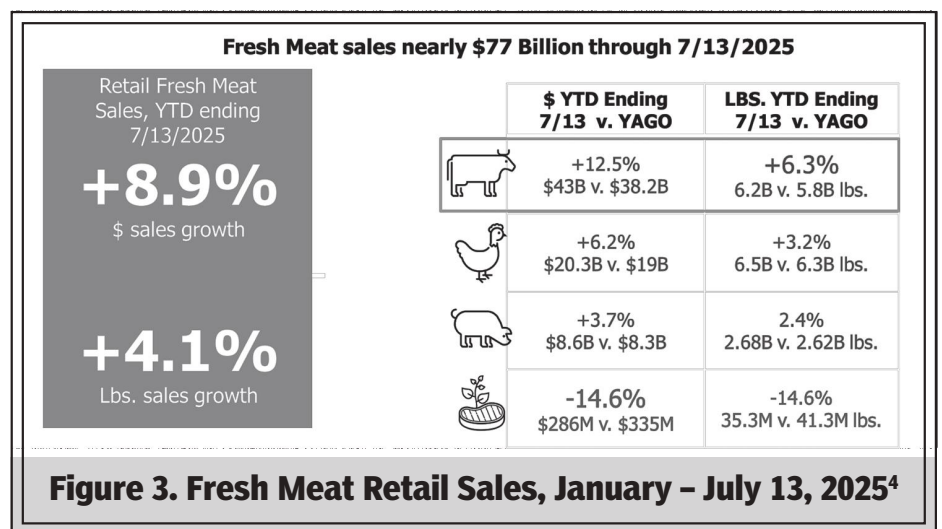 Fresh Meat sales nearly $77 Billion through 7/13/2025
Retail Fresh Meat
Sales, YTD ending
7/13/2025
+8.9%
$ sales growth
+4.1%
Lbs. sales growth
$ YTD Ending
7/13 v. YAGO
LBS. YTD Ending
7/13 v. YAGO
+12.5%
$43B v. $38.2B
+6.3%
6.2B v. 5.8B lbs.
+6.2%
$20.3B v. $19B
+3.2%
6.5B v. 6.3B lbs.
+3.7%
$8.6B v. $8.3B
2.4%
2.68B v. 2.62B lbs.
-14.6%
$286M v. $335M
-14.6%
35.3M v. 41.3M lbs.
Figure 3. Fresh Meat Retail Sales, January – July 13, 2025⁴